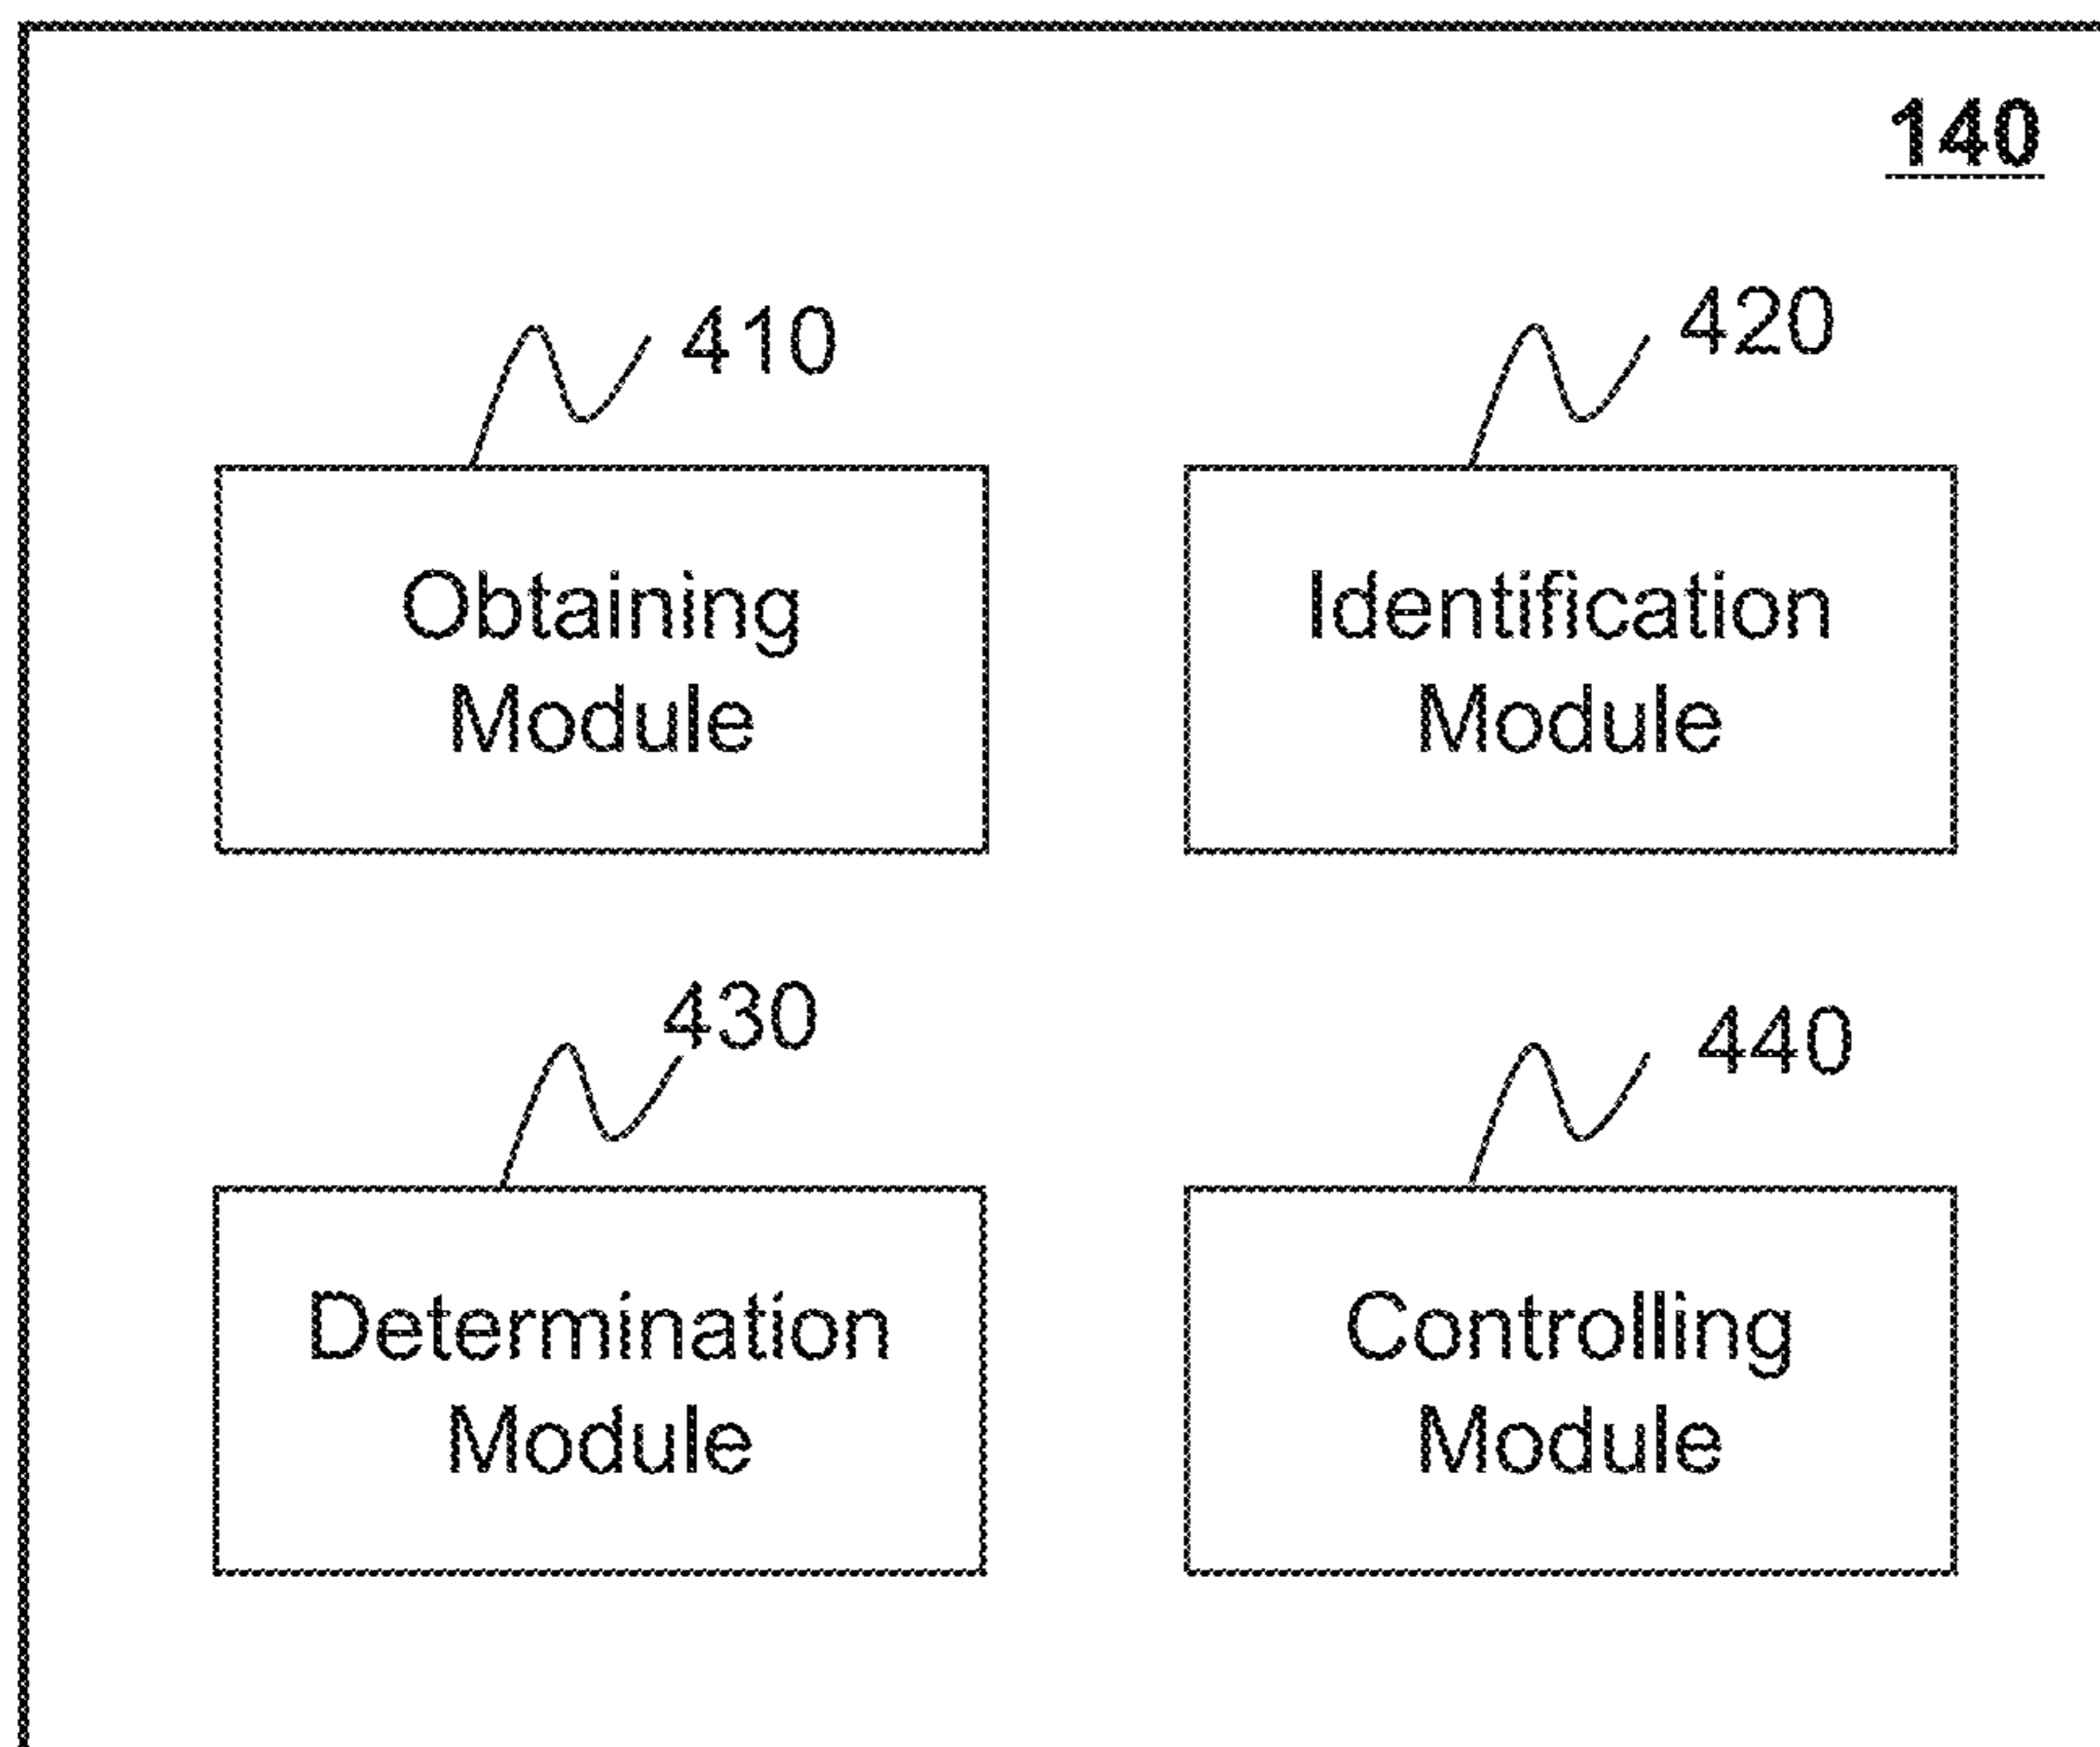 140
410
420
Obtaining
Module
Identification
Module
430
440
Determination
Module
Controlling
Module